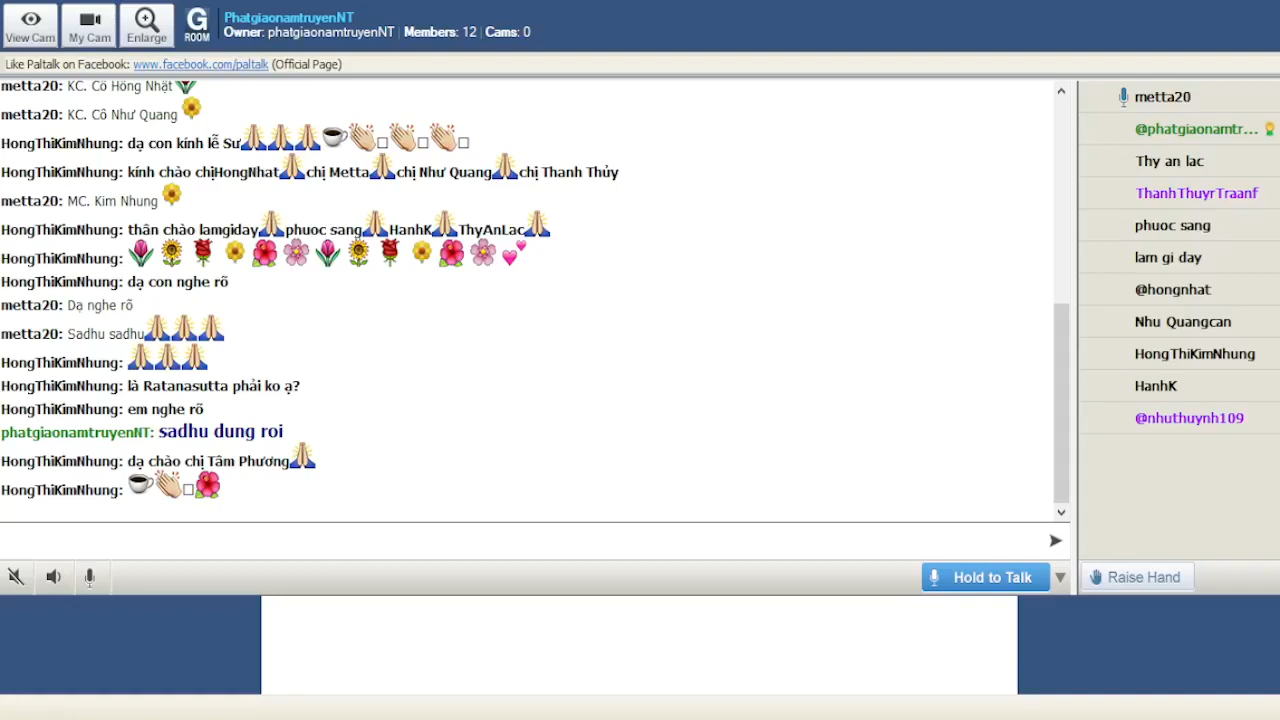 View Cam
My Cam
Enlarge
G
ROOM
PhatgiaonamtruyenNT
Owner: phatgiaonamtruyenNT | Members: 12 | Cams: 0
Like Paltalk on Facebook: www.facebook.com/paltalk (Official Page)
metta20: KC. Cô Hồng Nhật
metta20: KC. Cô Như Quang
HongThiKimNhung: dạ con kính lễ Sư
HongThiKimNhung: kính chào chịHongNhat chị Metta chị Như Quang chị Thanh Thủy
metta20: MC. Kim Nhung
HongThiKimNhung: thân chào lamgiday phuoc sang HanhK ThyAnLac
HongThiKimNhung:
HongThiKimNhung: dạ con nghe rõ
metta20: Dạ nghe rõ
metta20: Sadhu sadhu
HongThiKimNhung:
HongThiKimNhung: là Ratanasutta phải ko ạ?
HongThiKimNhung: em nghe rõ
phatgiaonamtruyenNT: sadhu dung roi
HongThiKimNhung: dạ chào chị Tâm Phương
HongThiKimNhung:
metta20
@phatgiaonamtr...
Thy an lac
ThanhThuyrTraanf
phuoc sang
lam gi day
@hongnhat
Nhu Quangcan
HongThiKimNhung
HanhK
@nhuthuynh109
Hold to Talk
Raise Hand